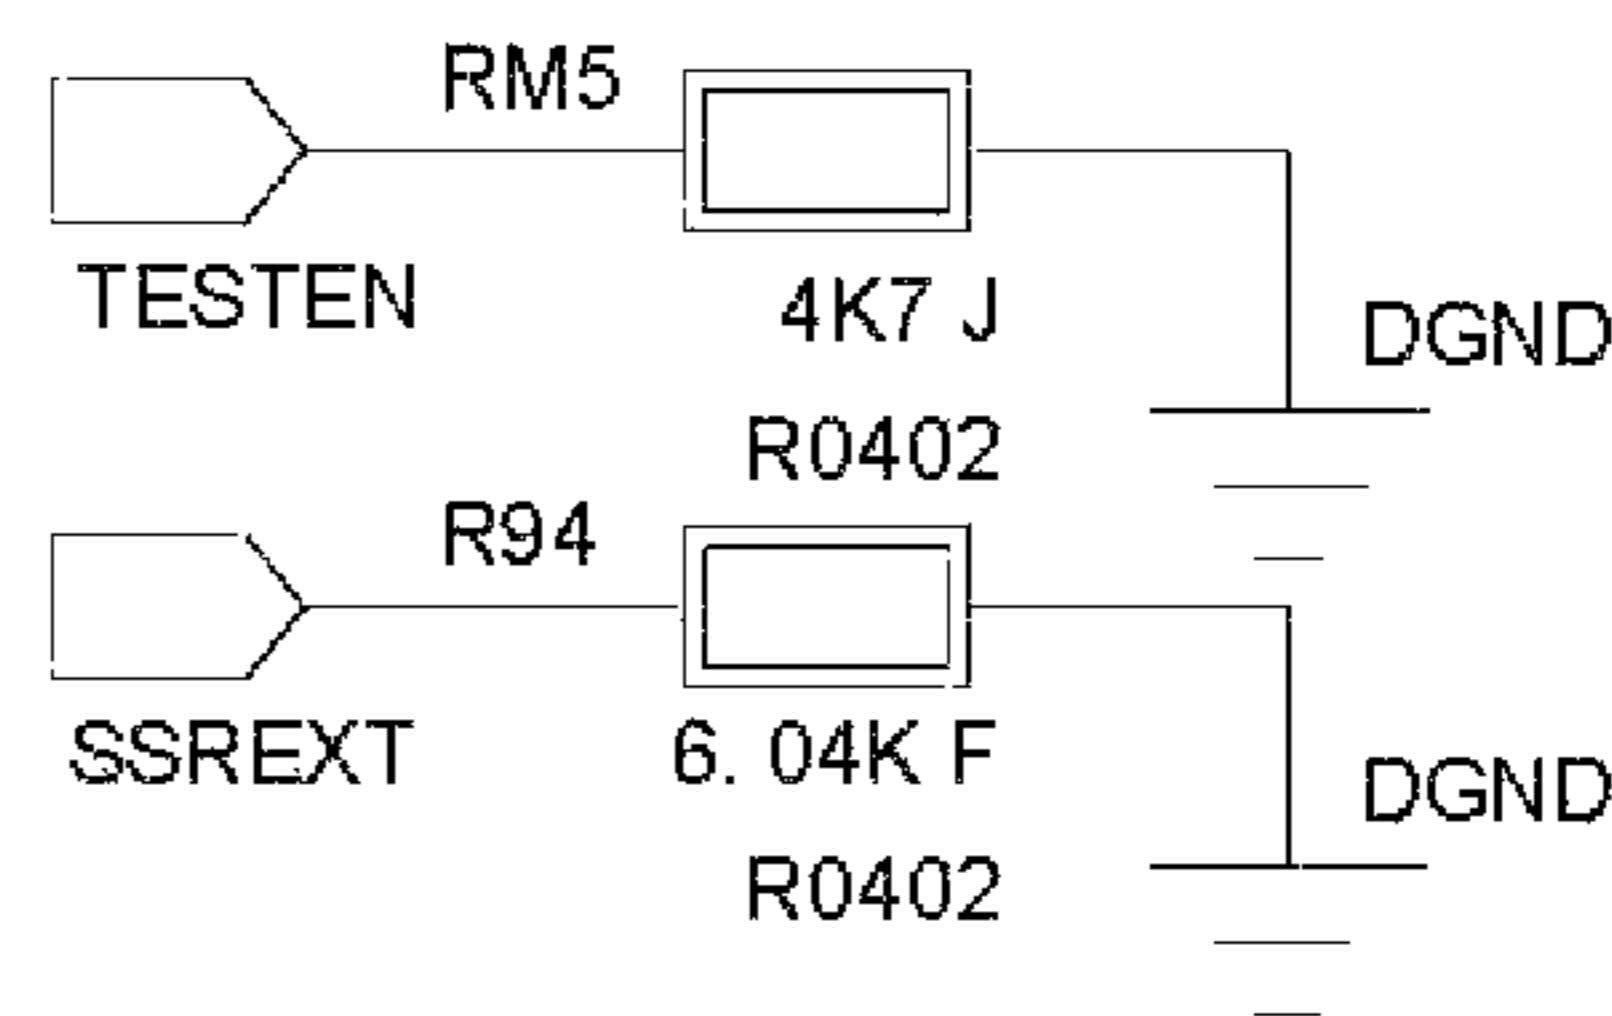 RM5
TESTEN
4K7 J
DGND
R0402
R94
SSREXT
6. 04K F
DGND
R0402